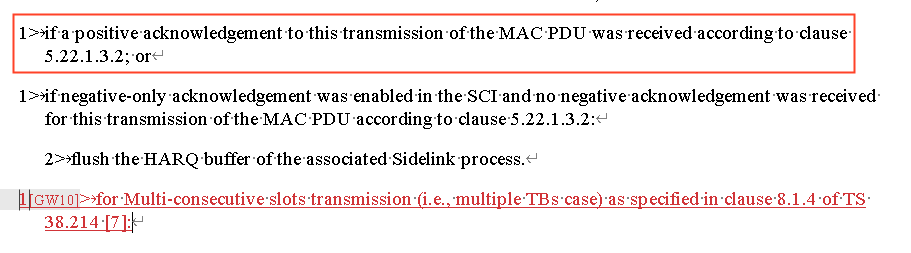 1>if a positive acknowledgement to this transmission of the MAC PDU was received according to clause
5.22.1.3.2; or
1>if negative-only acknowledgement was enabled in the SCI and no negative acknowledgement was received
for this transmission of the MAC PDU according to clause 5.22.1.3.2:
2>flush the HARQ buffer of the associated Sidelink process.
1[GW10]>for Multi-consecutive slots transmission (i.e., multiple TBs case) as specified in clause 8.1.4 of TS
38.214 [7]: